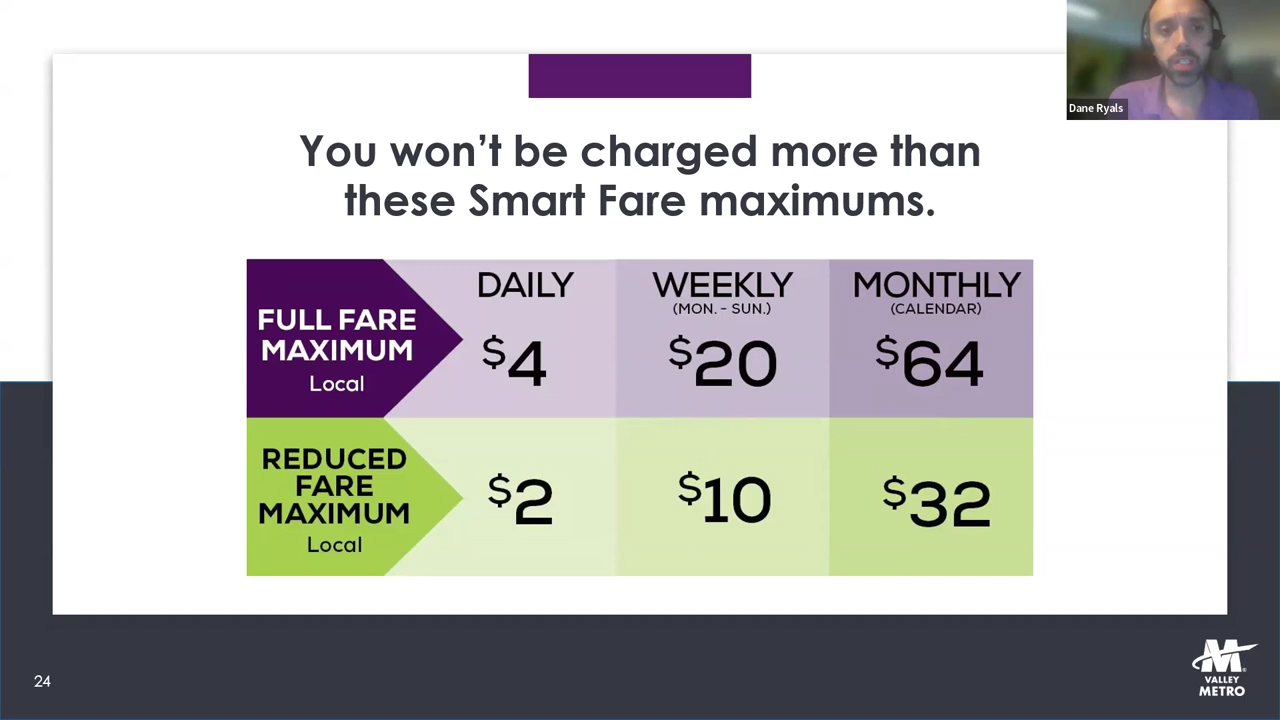 Dane Ryals
You won't be charged more than
these Smart Fare maximums.
DAILY
WEEKLY
(MON. - SUN.)
MONTHLY
(CALENDAR)
FULL FARE
MAXIMUM
Local
$4
$20
$64
REDUCED
FARE
MAXIMUM
Local
$2
$10
$32
24
VALLEY
METRO